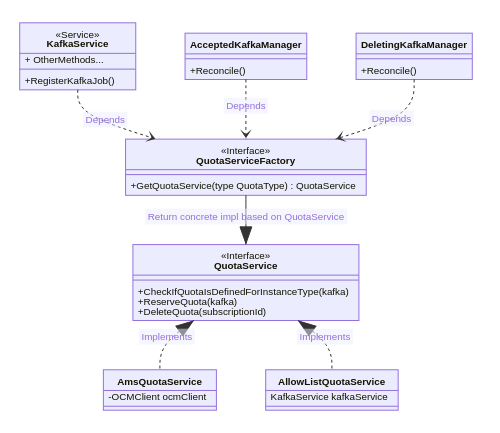 «Service»
KafkaService
+ OtherMethods...
+RegisterKafkaJob()
AcceptedKafkaManager
+Reconcile()
DeletingKafkaManager
+Reconcile()
Depends
Depends
Depends
«Interface»
QuotaServiceFactory
+GetQuotaService(type QuotaType) : QuotaService
Return concrete impl based on QuotaService
«Interface»
QuotaService
+CheckIfQuotaIsDefinedForInstanceType(kafka)
+ReserveQuota(kafka)
+DeleteQuota(subscriptionId)
Implements
Implements
AmsQuotaService
-OCMClient ocmClient
AllowListQuotaService
KafkaService kafkaService